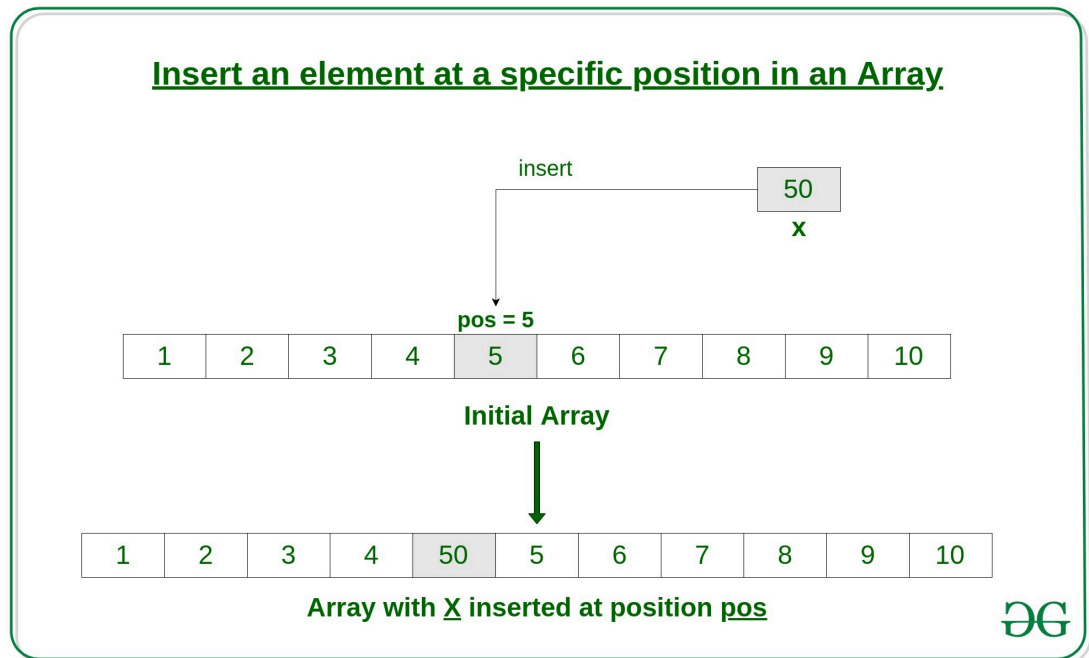 Insert an element at a specific position in an Array
insert
50
x
pos = 5
1 2 3 4 5 6 7 8 9 10
Initial Array
1 2 3 4 50 5 6 7 8 9 10
Array with X inserted at position pos